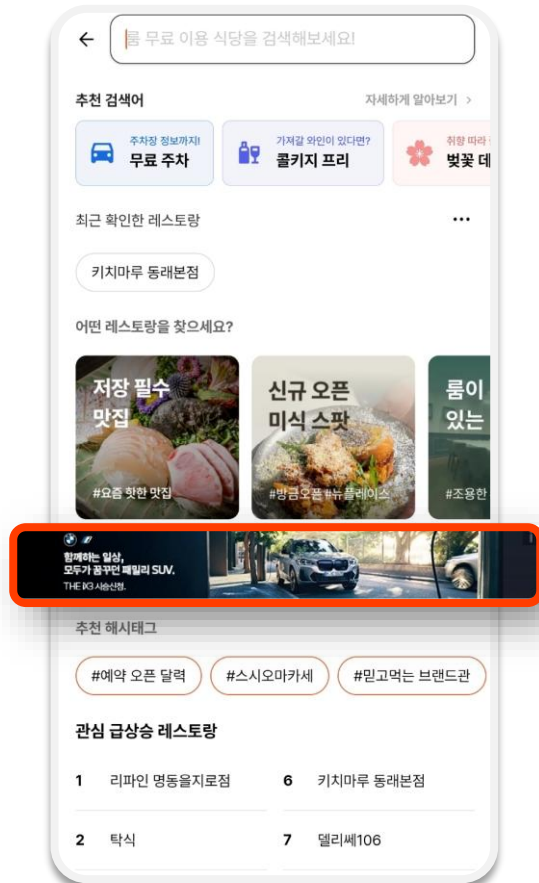 룸 무료 이용 식당을 검색해보세요!
추천 검색어
자세하게 알아보기 >
주차장 정보까지!
무료 주차
가져갈 와인이 있다면?
콜키지 프리
취향 따라
벚꽃 데
최근 확인한 레스토랑
키치마루 동래본점
어떤 레스토랑을 찾으세요?
저장 필수
맛집
#요즘 핫한 맛집
신규 오픈
미식 스팟
#방금오픈 #뉴플레이스
룸이
있는
#조용한
함께하는 일상,
모두가 꿈꾸던 패밀리 SUV.
THE iX3 시승신청.
추천 해시태그
#예약 오픈 달력
#스시오마카세
#믿고먹는 브랜드관
관심 급상승 레스토랑
1 리파인 명동을지로점
6 키치마루 동래본점
2 탁식
7 델리쎄106